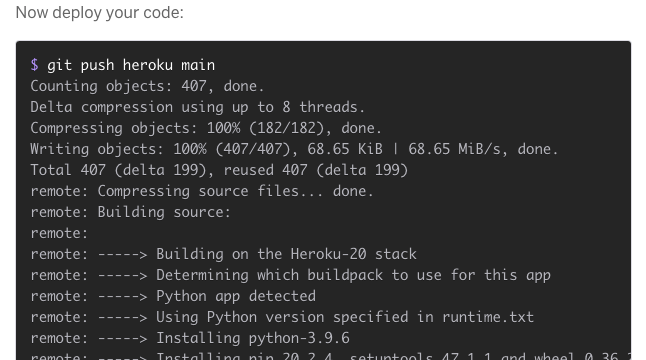 Now deploy your code:
$ git push heroku main
Counting objects: 407, done.
Delta compression using up to 8 threads.
Compressing objects: 100% (182/182), done.
Writing objects: 100% (407/407), 68.65 KiB | 68.65 MiB/s, done.
Total 407 (delta 199), reused 407 (delta 199)
remote: Compressing source files... done.
remote: Building source:
remote:
remote: -----> Building on the Heroku-20 stack
remote: -----> Determining which buildpack to use for this app
remote: -----> Python app detected
remote: -----> Using Python version specified in runtime.txt
remote: -----> Installing python-3.9.6
remote: -----> Installing pip 20.2.4, setuptools 47.1.1 and wheel 0.36.2